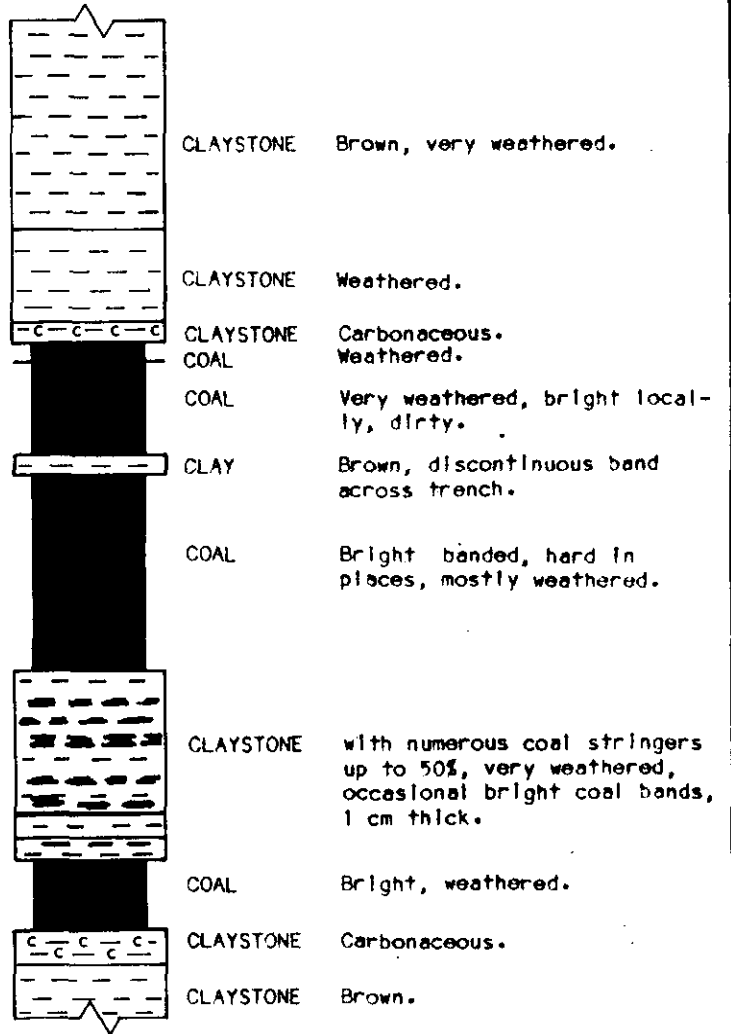 CLAYSTONE Brown, very weathered.
CLAYSTONE Weathered.
C C C C
CLAYSTONE Carbonaceous.
COAL Weathered.
COAL Very weathered, bright local-
ly, dirty.
CLAY Brown, discontinuous band
across trench.
COAL Bright banded, hard in
places, mostly weathered.
CLAYSTONE with numerous coal stringers
up to 50%, very weathered,
occasional bright coal bands,
1 cm thick.
COAL Bright, weathered.
C C C
C C
CLAYSTONE Carbonaceous.
CLAYSTONE Brown.